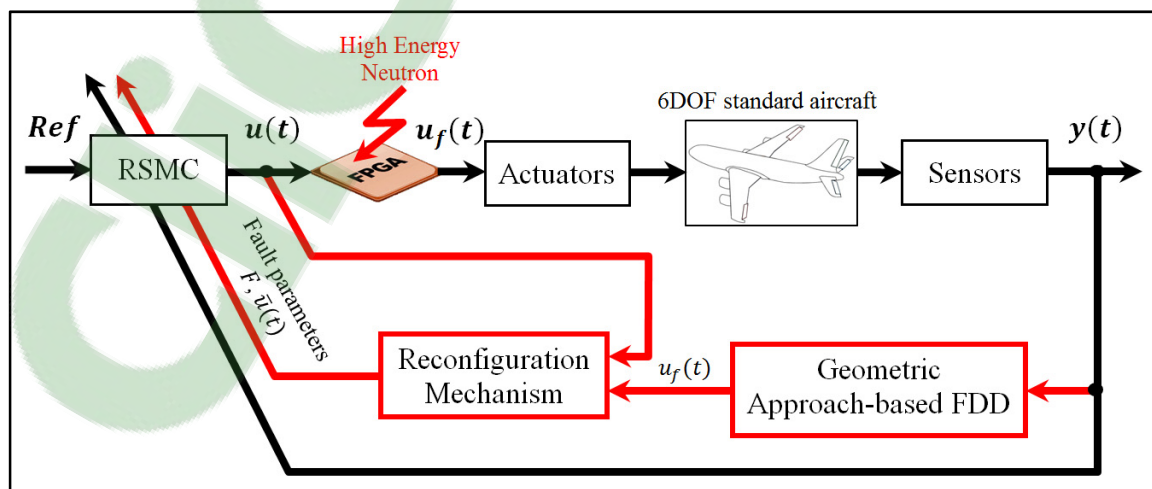 High Energy
Neutron
6DOF standard aircraft
Ref
u(t)
u_f(t)
y(t)
RSMC
FPGA
Actuators
Sensors
Fault parameters
F, ū(t)
Reconfiguration
Mechanism
u_f(t)
Geometric
Approach-based FDD